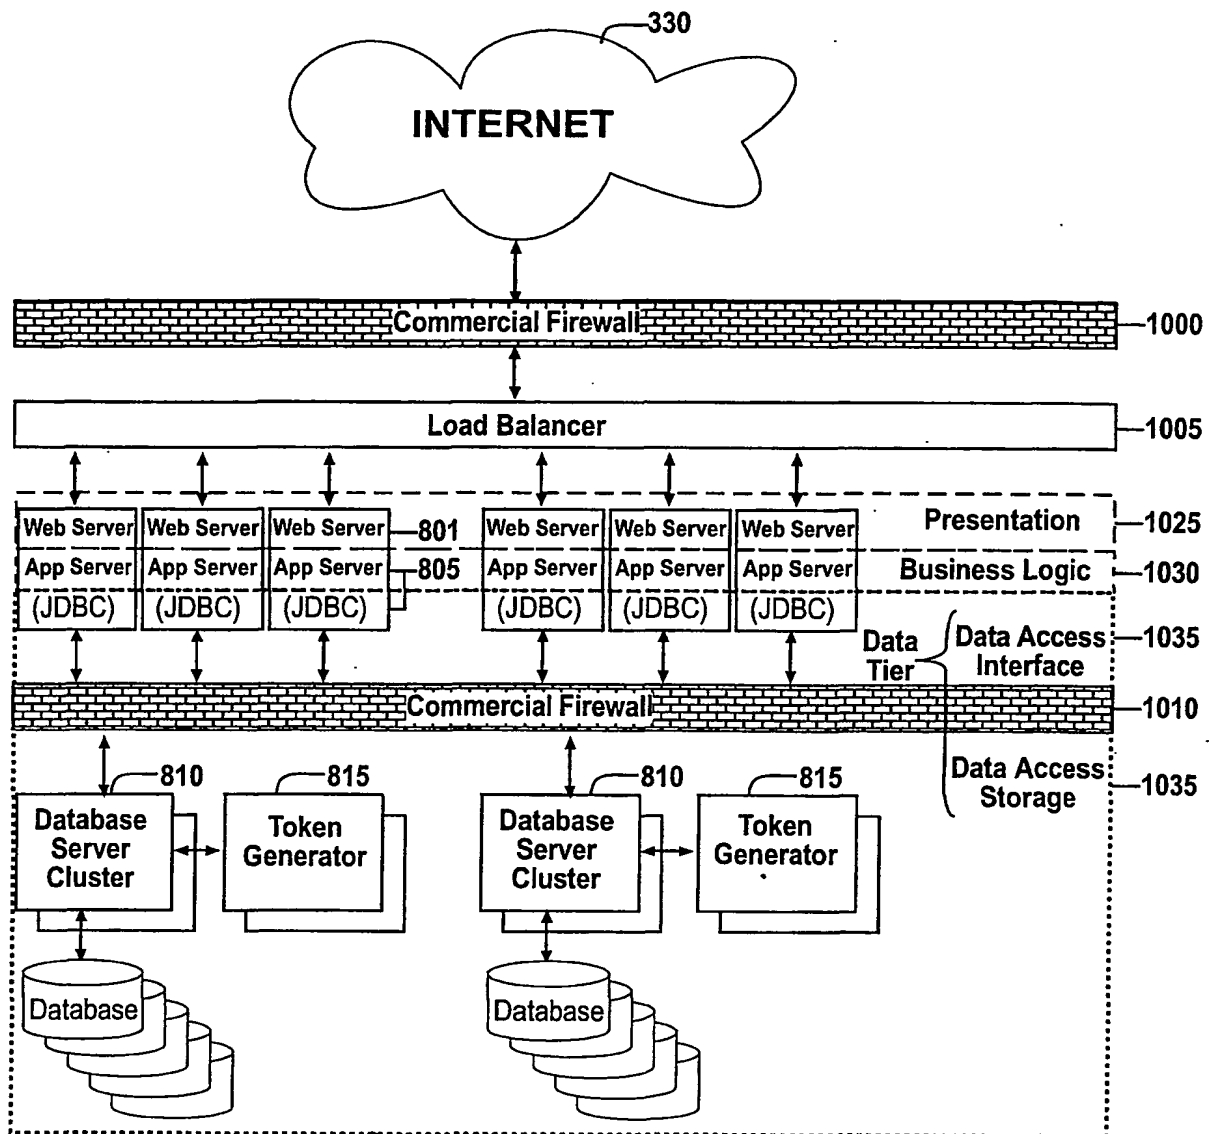 330
INTERNET
Commercial Firewall
1000
Load Balancer
1005
Web Server Web Server Web Server 801 Web Server Web Server Web Server Presentation 1025
App Server App Server App Server 805 App Server App Server App Server Business Logic 1030
(JDBC) (JDBC) (JDBC) (JDBC) (JDBC) (JDBC)
Data Tier
Data Access
Interface
1035
Commercial Firewall
1010
810
815
810
815
Data Access
Storage
1035
Database
Server
Cluster
Token
Generator
Database
Server
Cluster
Token
Generator
Database
Database